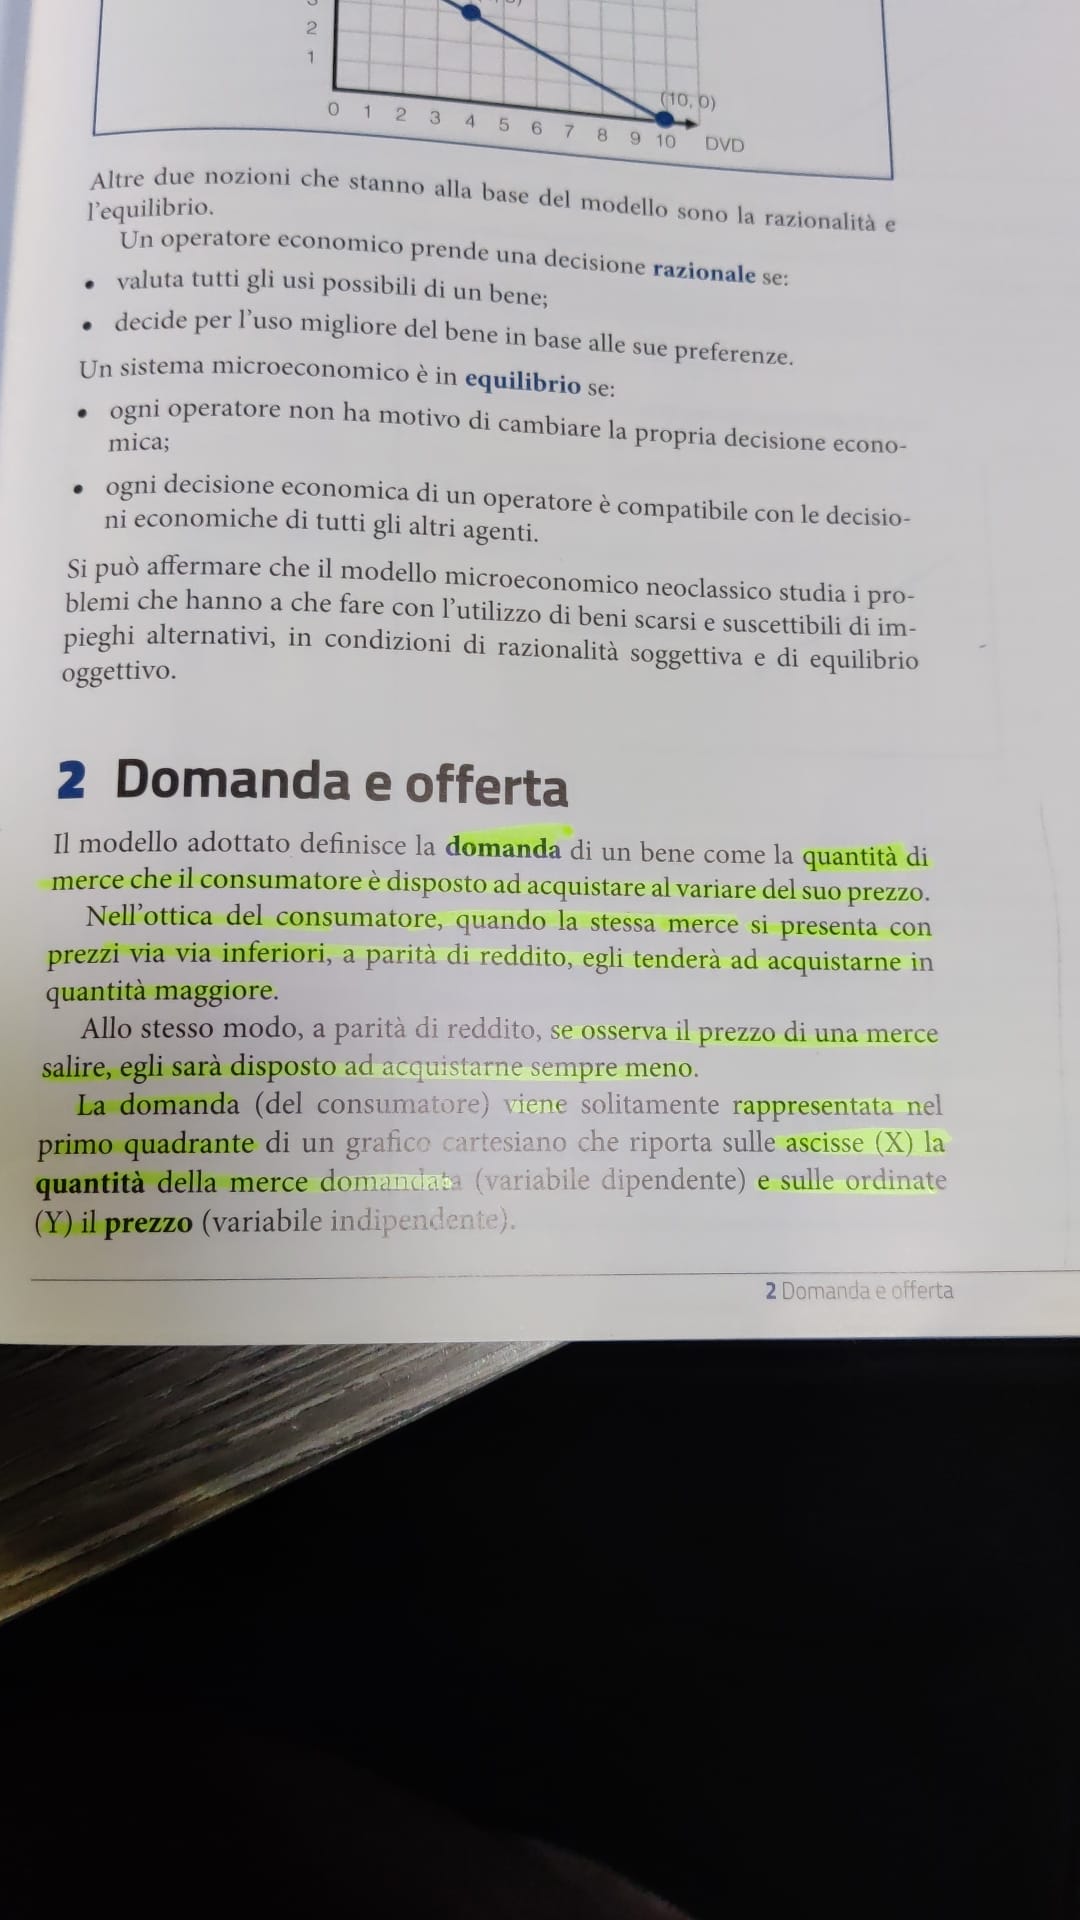 2
1
(10, 0)
0 1 2 3 4 5 6 7 8 9 10 DVD
Altre due nozioni che stanno alla base del modello sono la razionalità e
l'equilibrio.
Un operatore economico prende una decisione razionale se:
• valuta tutti gli usi possibili di un bene;
• decide per l'uso migliore del bene in base alle sue preferenze.
Un sistema microeconomico è in equilibrio se:
• ogni operatore non ha motivo di cambiare la propria decisione econo-
mica;
• ogni decisione economica di un operatore è compatibile con le decisio-
ni economiche di tutti gli altri agenti.
Si può affermare che il modello microeconomico neoclassico studia i pro-
blemi che hanno a che fare con l'utilizzo di beni scarsi e suscettibili di im-
pieghi alternativi, in condizioni di razionalità soggettiva e di equilibrio
oggettivo.
2 Domanda e offerta
Il modello adottato definisce la domanda di un bene come la quantità di
merce che il consumatore è disposto ad acquistare al variare del suo prezzo.
Nell'ottica del consumatore, quando la stessa merce si presenta con
prezzi via via inferiori, a parità di reddito, egli tenderà ad acquistarne in
quantità maggiore.
Allo stesso modo, a parità di reddito, se osserva il prezzo di una merce
salire, egli sarà disposto ad acquistarne sempre meno.
La domanda (del consumatore) viene solitamente rappresentata nel
primo quadrante di un grafico cartesiano che riporta sulle ascisse (X) la
quantità della merce domandata (variabile dipendente) e sulle ordinate
(Y) il prezzo (variabile indipendente).
2 Domanda e offerta